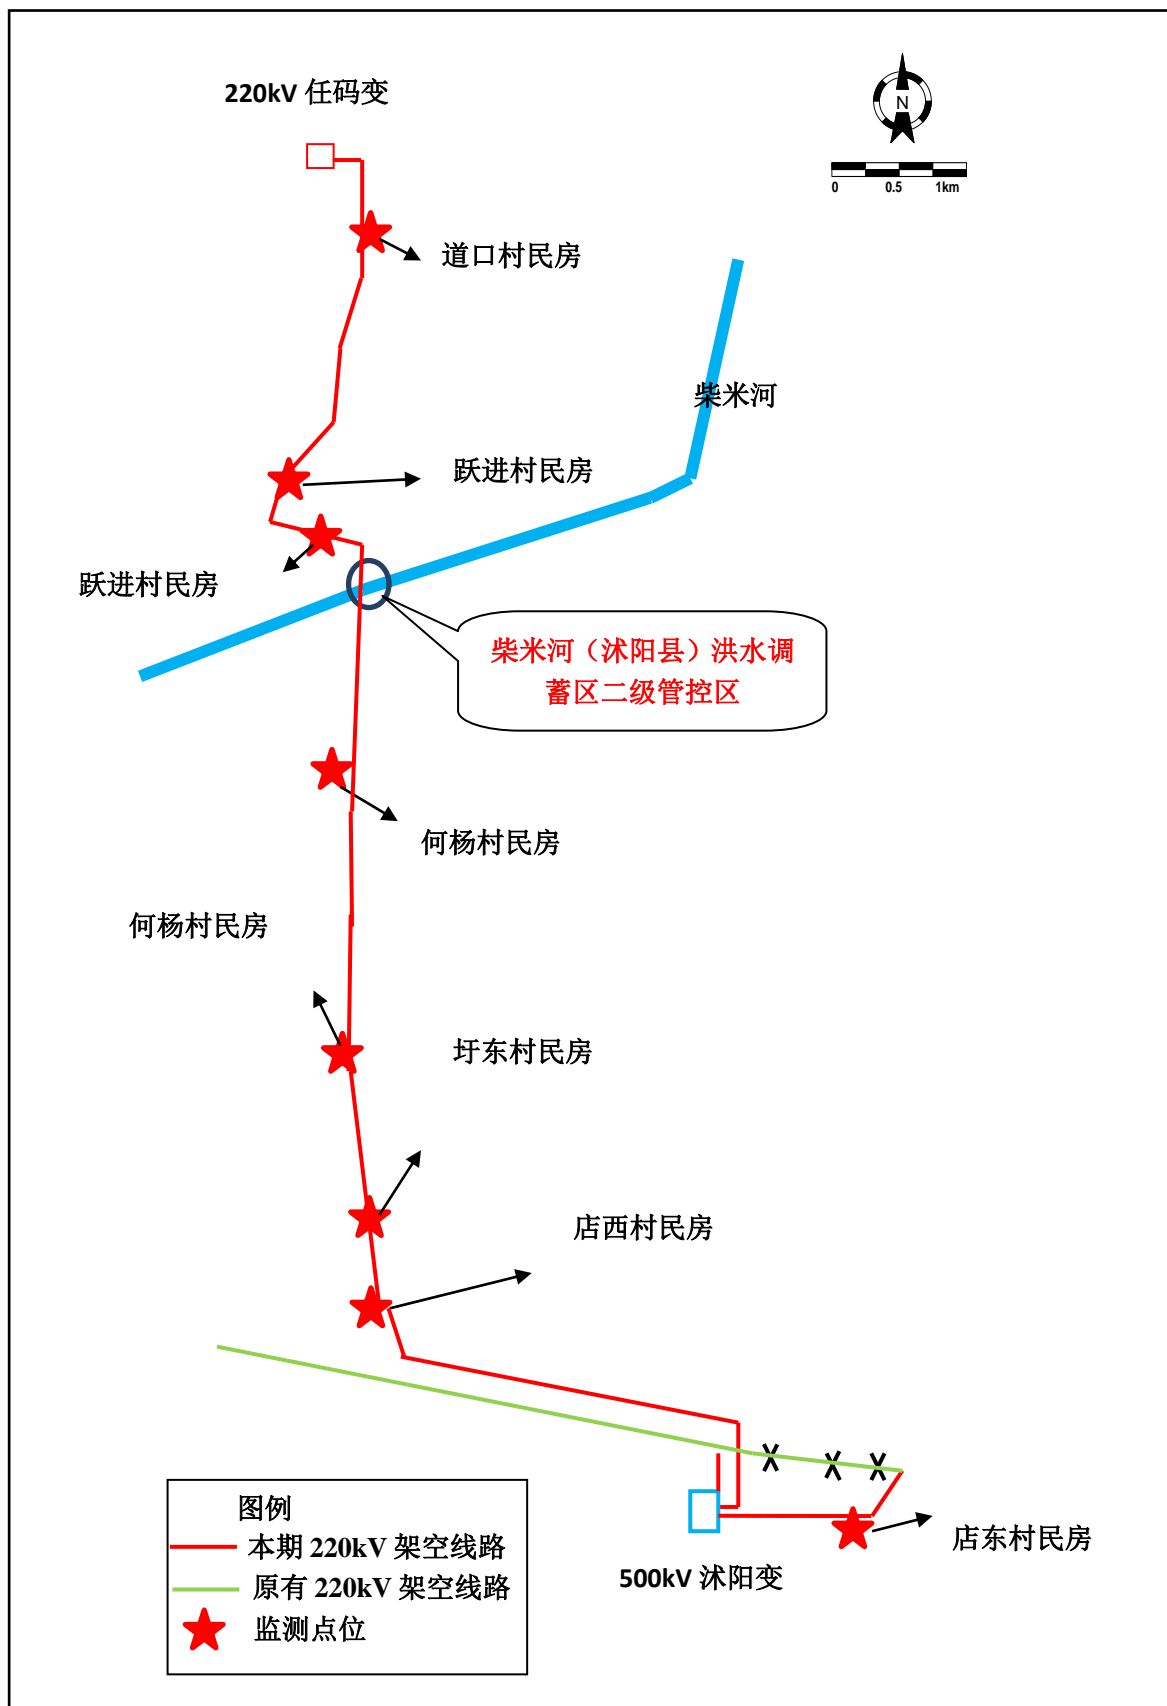 220kV 任码变
N
0 0.5 1km
道口村民房
柴米河
跃进村民房
跃进村民房
柴米河（沭阳县）洪水调
蓄区二级管控区
何杨村民房
何杨村民房
圩东村民房
店西村民房
店东村民房
500kV 沭阳变
图例
本期 220kV 架空线路
原有 220kV 架空线路
监测点位